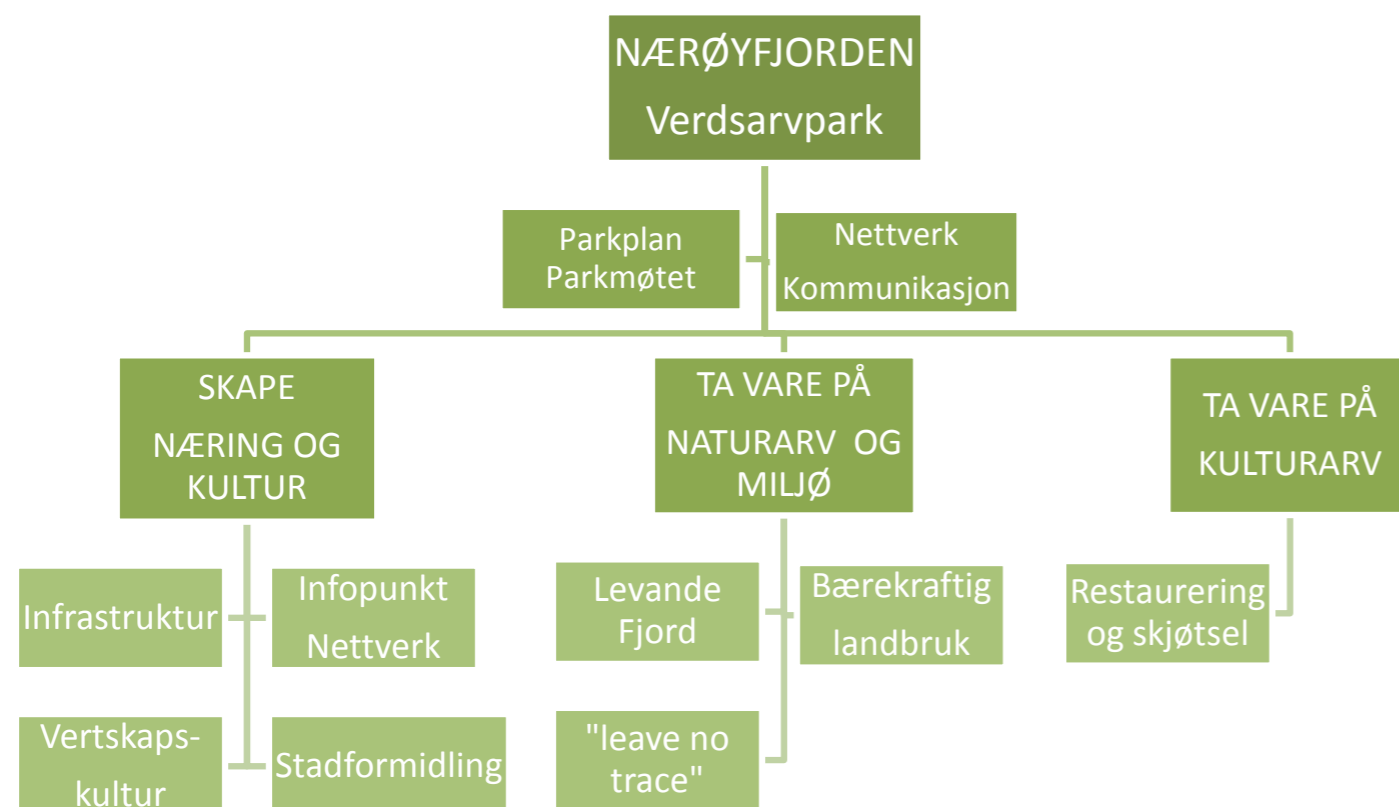 NÆRØYFJORDEN
Verdsarvpark
Parkplan
Parkmøtet
Nettverk
Kommunikasjon
SKAPE
NÆRING OG
KULTUR
TA VARE PÅ
NATURARV OG
MILJØ
TA VARE PÅ
KULTURARV
Infrastruktur
Infopunkt
Nettverk
Levande
Fjord
Bærekraftig
landbruk
Restaurering
og skjøtsel
Vertskaps-
kultur
Stadformidling
"leave no
trace"